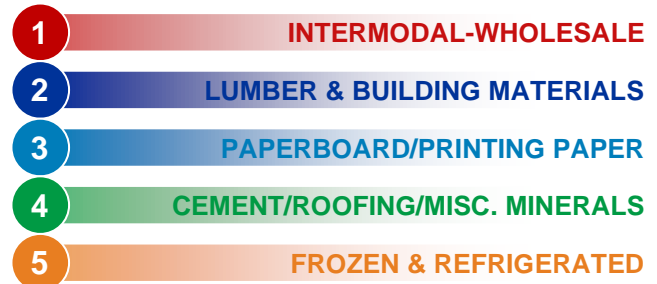 1 INTERMODAL-WHOLESALE
2 LUMBER & BUILDING MATERIALS
3 PAPERBOARD/PRINTING PAPER
4 CEMENT/ROOFING/MISC. MINERALS
5 FROZEN & REFRIGERATED